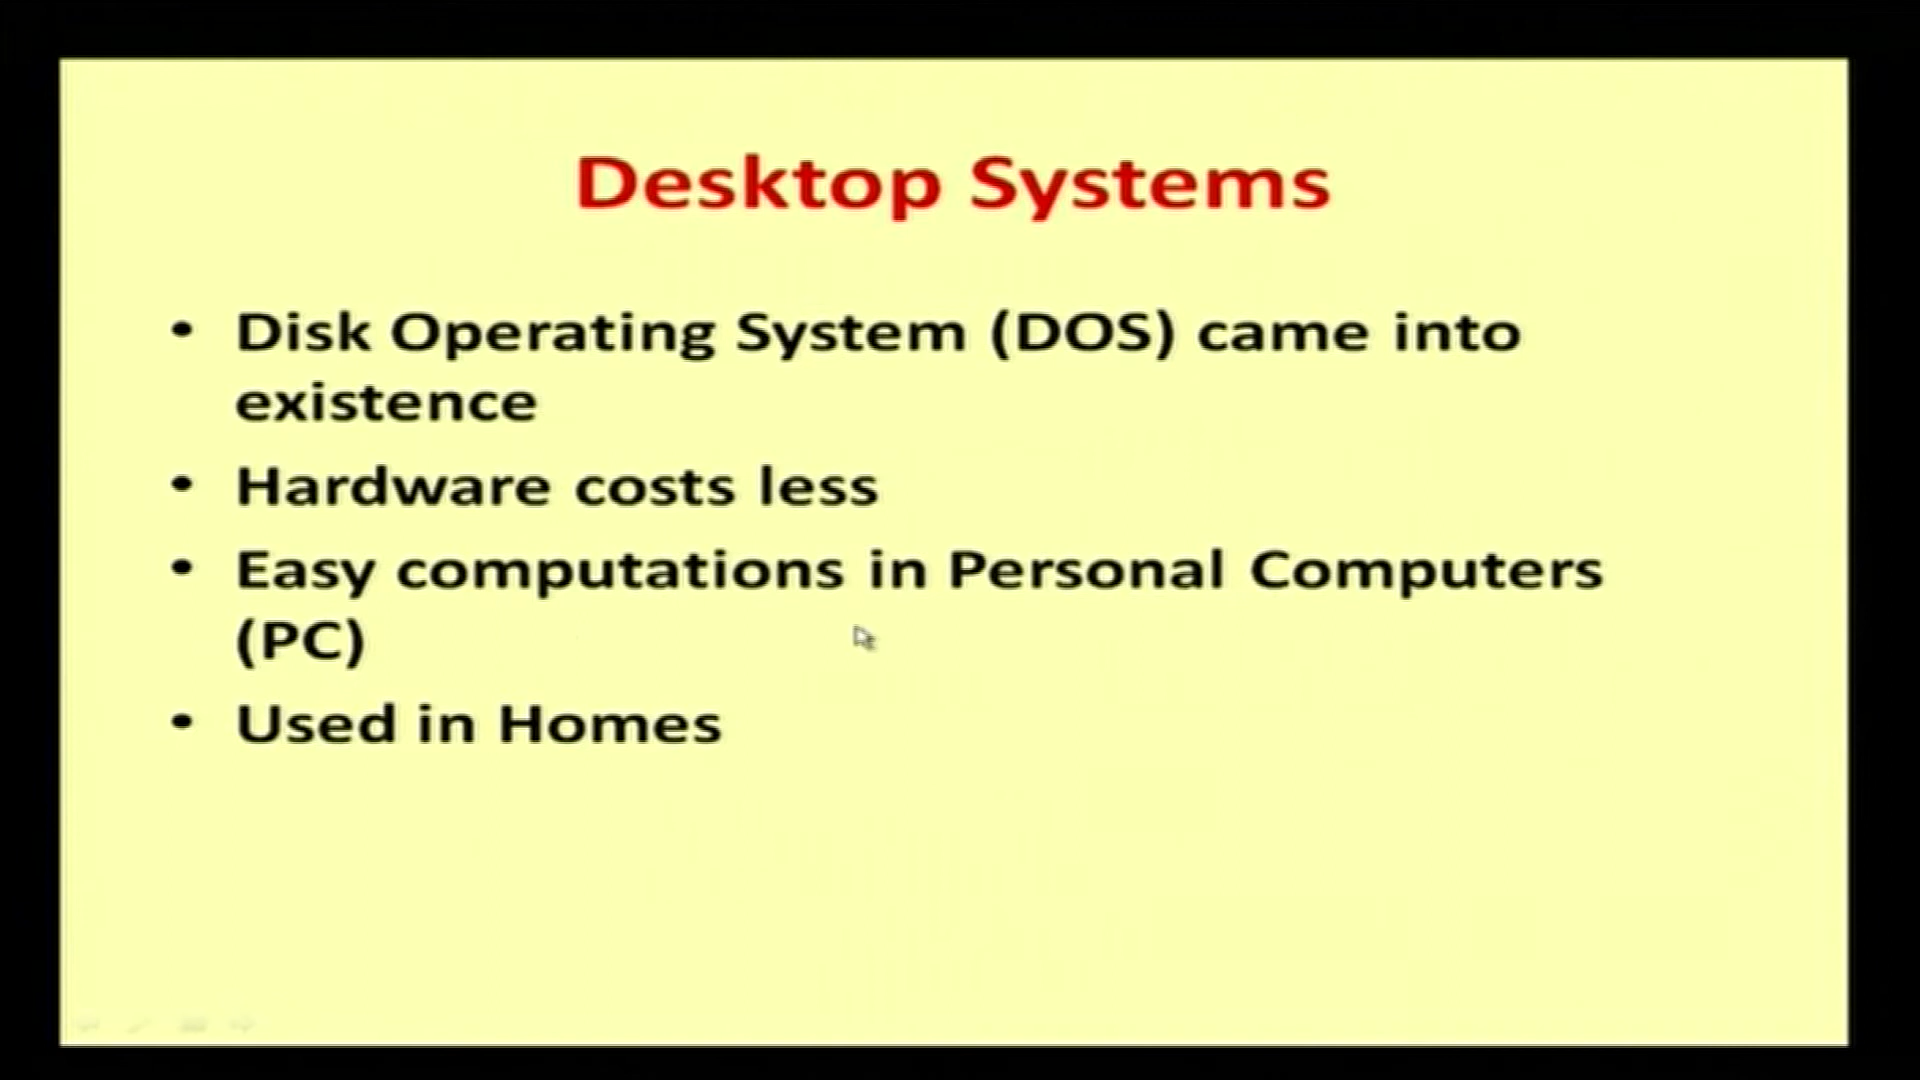 Desktop Systems
• Disk Operating System (DOS) came into
existence
• Hardware costs less
• Easy computations in Personal Computers
(PC)
• Used in Homes